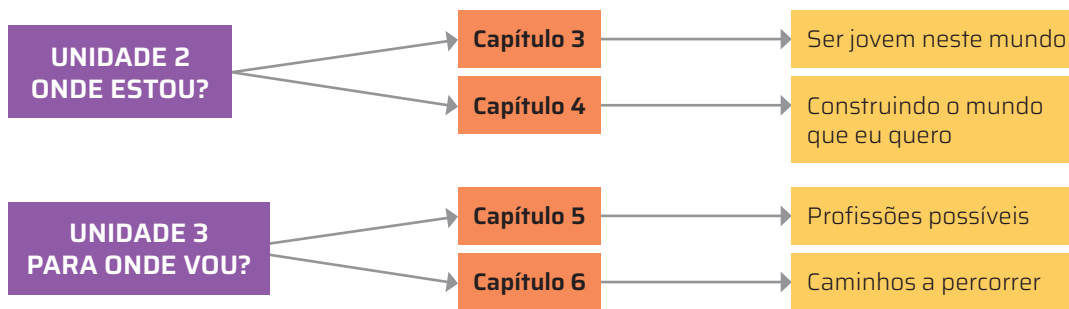 UNIDADE 2
ONDE ESTOU?
Capítulo 3
Ser jovem neste mundo
Capítulo 4
Construindo o mundo
que eu quero
UNIDADE 3
PARA ONDE VOU?
Capítulo 5
Profissões possíveis
Capítulo 6
Caminhos a percorrer